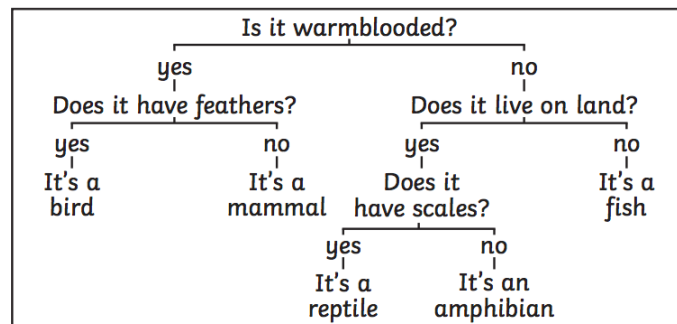 Is it warmblooded?
yes
no
Does it have feathers?
Does it live on land?
yes
no
yes
no
It's a
bird
It's a
mammal
Does it
have scales?
It's a
fish
yes
no
It's a
reptile
It's an
amphibian